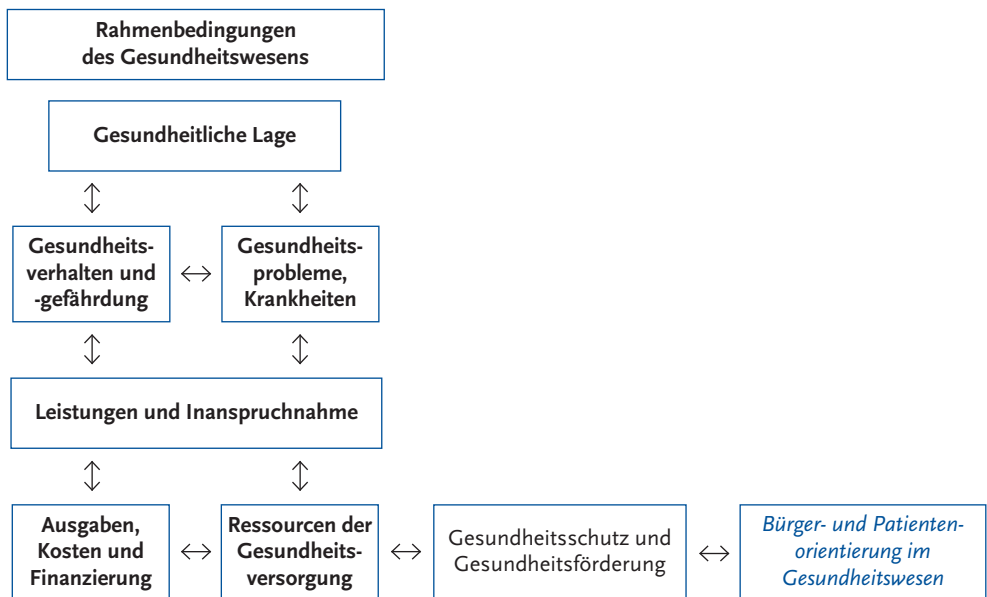 Rahmenbedingungen
des Gesundheitswesens
Gesundheitliche Lage
Gesundheits-
verhalten und
-gefährdung
Gesundheits-
probleme,
Krankheiten
Leistungen und Inanspruchnahme
Ausgaben,
Kosten und
Finanzierung
Ressourcen der
Gesundheits-
versorgung
Gesundheitsschutz und
Gesundheitsförderung
Bürger- und Patienten-
orientierung im
Gesundheitswesen